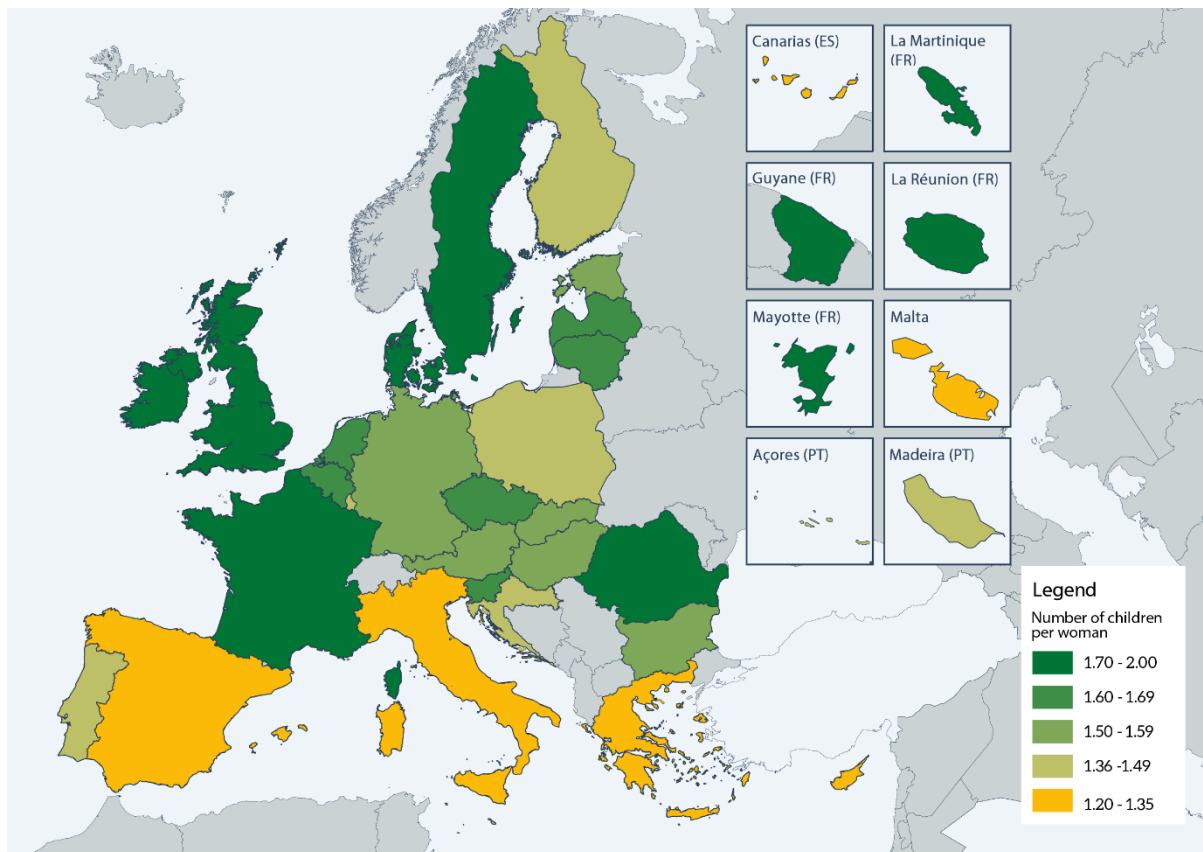 Canarias (ES)
La Martinique
(FR)
Guyane (FR)
La Réunion (FR)
Mayotte (FR)
Malta
Açores (PT)
Madeira (PT)
Legend
Number of children
per woman
1.70 - 2.00
1.60 - 1.69
1.50 - 1.59
1.36 -1.49
1.20 - 1.35